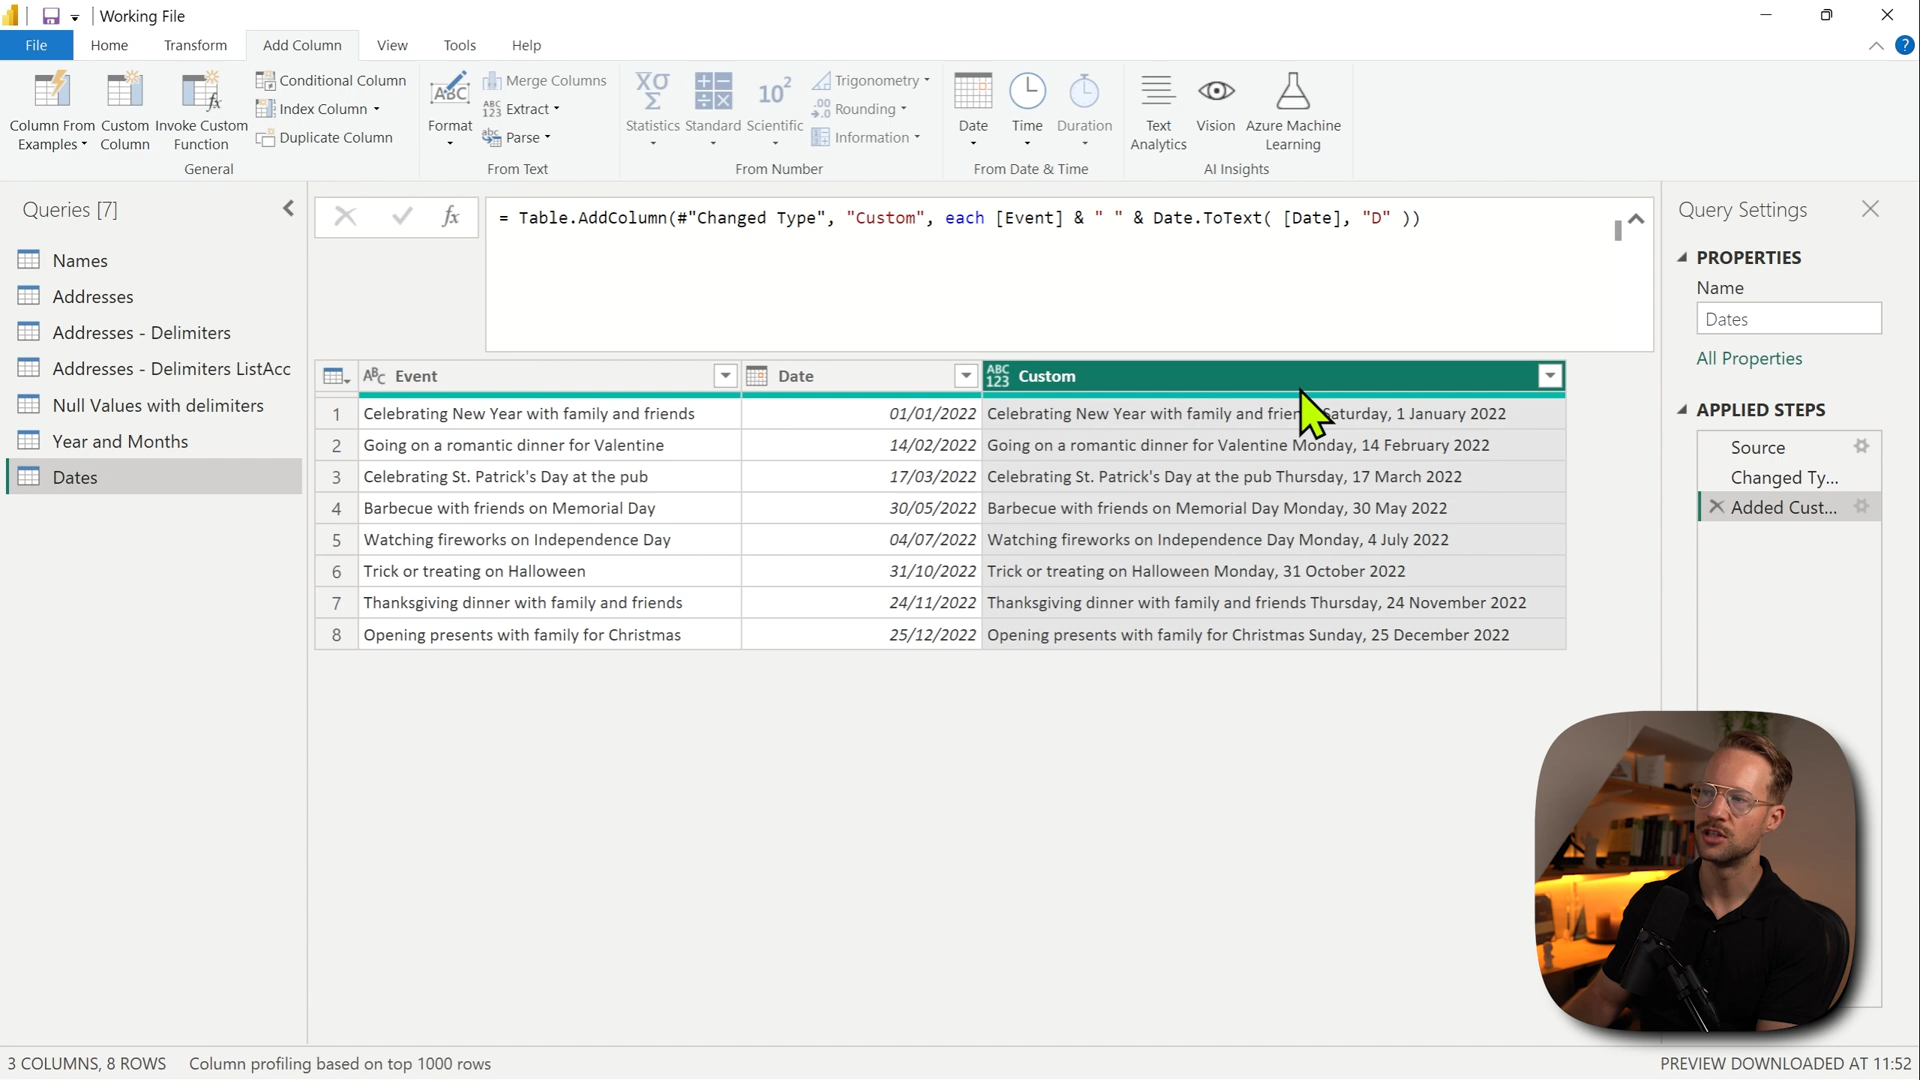 Working File
File Home Transform Add Column View Tools Help
?
Column From Examples
Custom Column
Invoke Custom Function
Conditional Column
Index Column
Duplicate Column
General
ABC
Format
Merge Columns
ABC 123 Extract
abc Parse
From Text
XΟ Σ
Statistics
Standard
10²
Scientific
Trigonometry
.00 Rounding
Information
From Number
Date
Time
Duration
From Date & Time
Text Analytics
Vision
Azure Machine Learning
AI Insights
Queries [7]
Names
Addresses
Addresses - Delimiters
Addresses - Delimiters ListAcc
Null Values with delimiters
Year and Months
Dates
fx
= Table.AddColumn(#"Changed Type", "Custom", each [Event] & " " & Date.ToText( [Date], "D" ))
ABC Event Date ABC 123 Custom
1 Celebrating New Year with family and friends 01/01/2022 Celebrating New Year with family and frien Saturday, 1 January 2022
2 Going on a romantic dinner for Valentine 14/02/2022 Going on a romantic dinner for Valentine Monday, 14 February 2022
3 Celebrating St. Patrick's Day at the pub 17/03/2022 Celebrating St. Patrick's Day at the pub Thursday, 17 March 2022
4 Barbecue with friends on Memorial Day 30/05/2022 Barbecue with friends on Memorial Day Monday, 30 May 2022
5 Watching fireworks on Independence Day 04/07/2022 Watching fireworks on Independence Day Monday, 4 July 2022
6 Trick or treating on Halloween 31/10/2022 Trick or treating on Halloween Monday, 31 October 2022
7 Thanksgiving dinner with family and friends 24/11/2022 Thanksgiving dinner with family and friends Thursday, 24 November 2022
8 Opening presents with family for Christmas 25/12/2022 Opening presents with family for Christmas Sunday, 25 December 2022
Query Settings
PROPERTIES
Name
Dates
All Properties
APPLIED STEPS
Source
Changed Ty...
Added Cust...
3 COLUMNS, 8 ROWS Column profiling based on top 1000 rows
PREVIEW DOWNLOADED AT 11:52